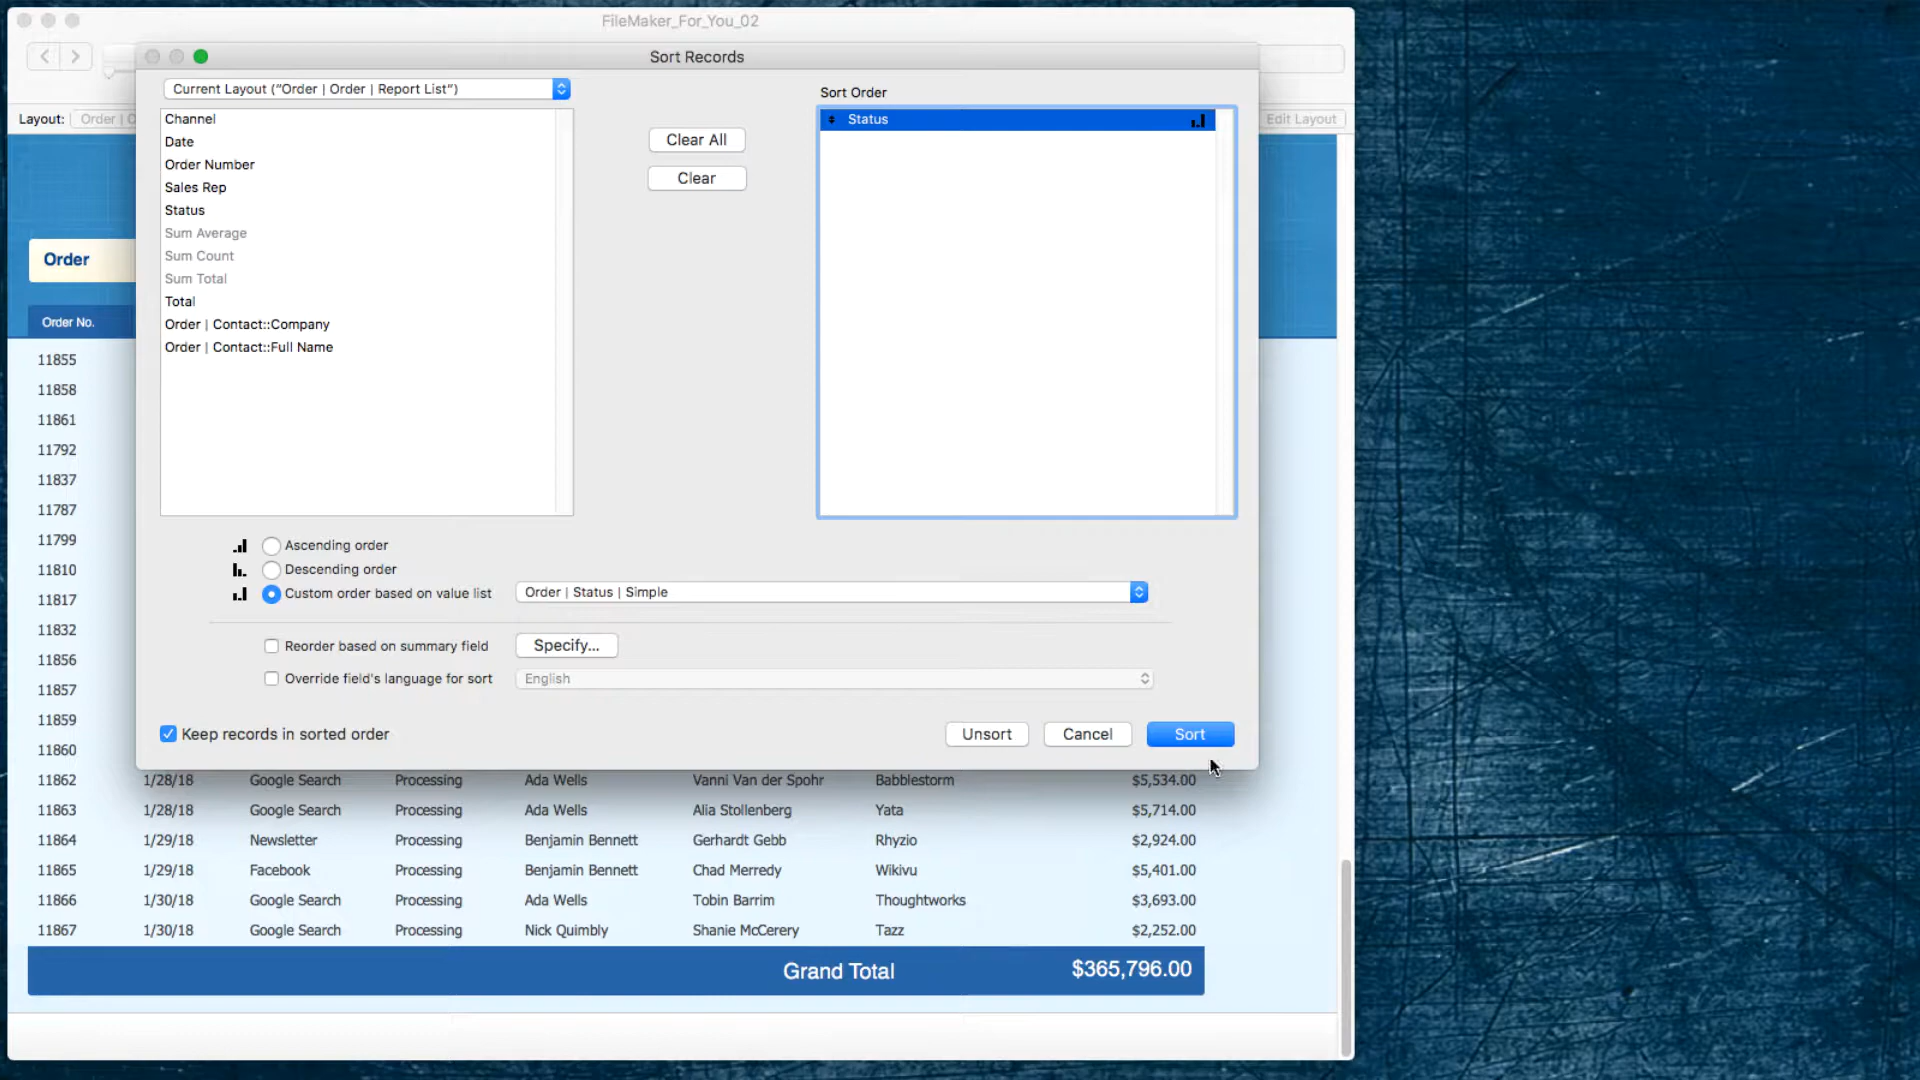 FileMaker_For_You_02
Sort Records
Current Layout ("Order | Order | Report List")
Sort Order
Layout:
Order |
Edit Layout
Channel
Date
Order Number
Sales Rep
Status
Sum Average
Sum Count
Sum Total
Total
Order | Contact::Company
Order | Contact::Full Name
Clear All
Clear
Status
Order
Order No.
11855
11858
11861
11792
11837
11787
11799
11810
11817
11832
11856
11857
11859
11860
Ascending order
Descending order
Custom order based on value list
Order | Status | Simple
Reorder based on summary field
Specify...
Override field's language for sort
English
Keep records in sorted order
Unsort
Cancel
Sort
11862 1/28/18 Google Search Processing Ada Wells Vanni Van der Spohr Babblestorm $5,534.00
11863 1/28/18 Google Search Processing Ada Wells Alia Stollenberg Yata $5,714.00
11864 1/29/18 Newsletter Processing Benjamin Bennett Gerhardt Gebb Rhyzio $2,924.00
11865 1/29/18 Facebook Processing Benjamin Bennett Chad Merredy Wikivu $5,401.00
11866 1/30/18 Google Search Processing Ada Wells Tobin Barrim Thoughtworks $3,693.00
11867 1/30/18 Google Search Processing Nick Quimbly Shanie McCerery Tazz $2,252.00
Grand Total $365,796.00